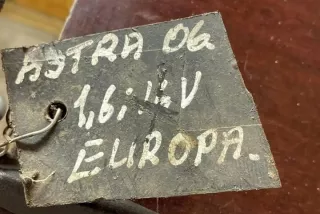 ASTRA 06
1,6i 16V
EUROPA.